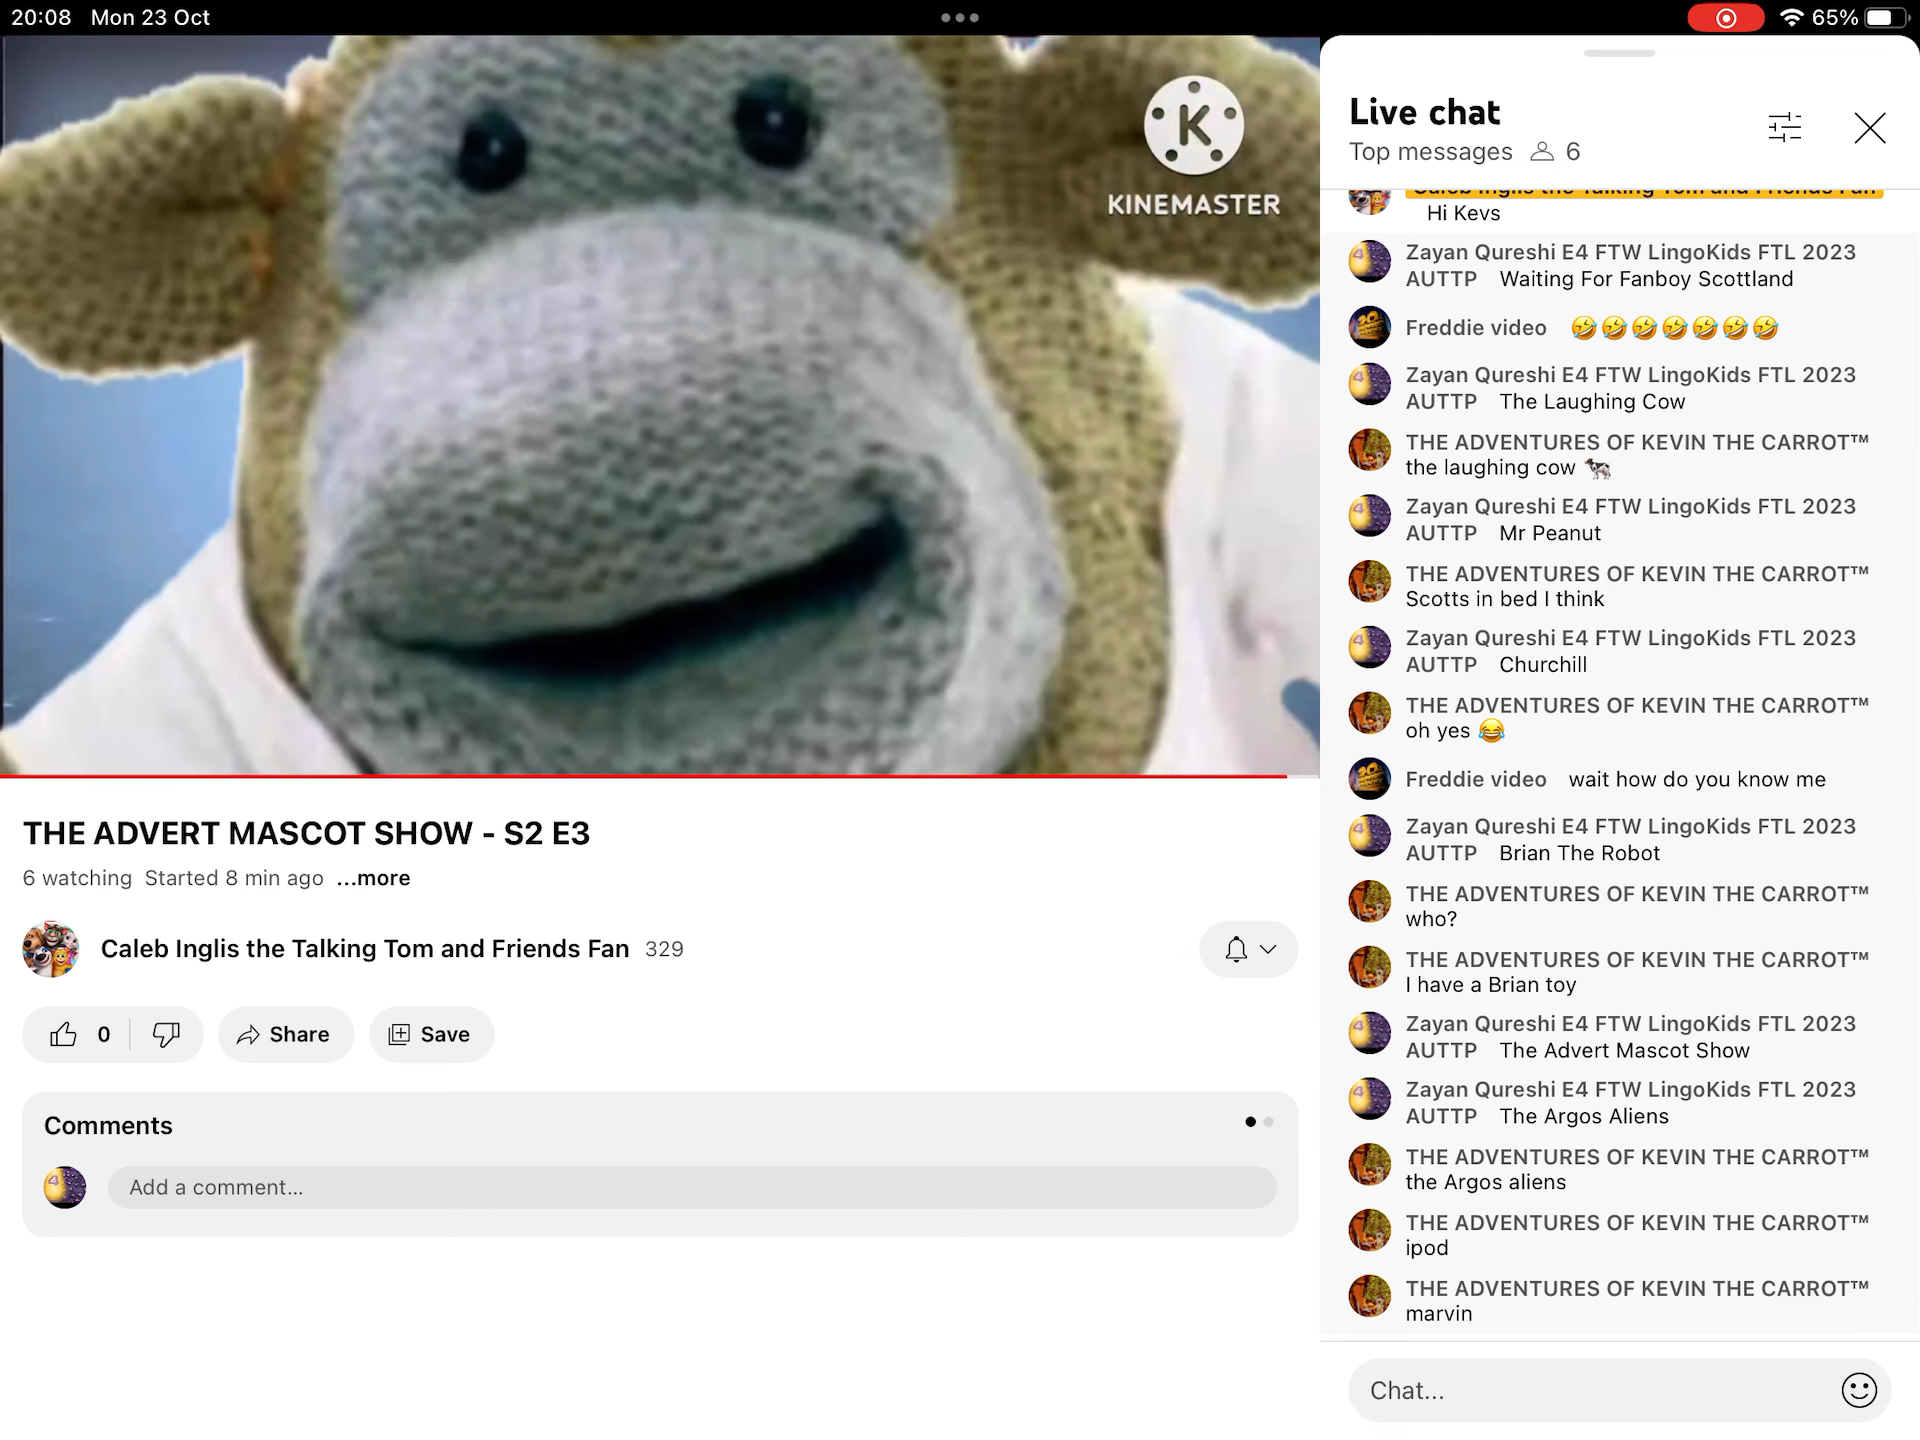 20:08 Mon 23 Oct
65%
K
KINEMASTER
THE ADVERT MASCOT SHOW - S2 E3
6 watching Started 8 min ago ...more
Caleb Inglis the Talking Tom and Friends Fan 329
0
Share
Save
Comments
Add a comment...
Live chat
Top messages 6
Caleb Inglis the Talking Tom and Friends Fan
Hi Kevs
Zayan Qureshi E4 FTW LingoKids FTL 2023
AUTTP Waiting For Fanboy Scottland
Freddie video 🤣🤣🤣🤣🤣🤣🤣
Zayan Qureshi E4 FTW LingoKids FTL 2023
AUTTP The Laughing Cow
THE ADVENTURES OF KEVIN THE CARROT™
the laughing cow 🐄
Zayan Qureshi E4 FTW LingoKids FTL 2023
AUTTP Mr Peanut
THE ADVENTURES OF KEVIN THE CARROT™
Scotts in bed I think
Zayan Qureshi E4 FTW LingoKids FTL 2023
AUTTP Churchill
THE ADVENTURES OF KEVIN THE CARROT™
oh yes 😂
Freddie video wait how do you know me
Zayan Qureshi E4 FTW LingoKids FTL 2023
AUTTP Brian The Robot
THE ADVENTURES OF KEVIN THE CARROT™
who?
THE ADVENTURES OF KEVIN THE CARROT™
I have a Brian toy
Zayan Qureshi E4 FTW LingoKids FTL 2023
AUTTP The Advert Mascot Show
Zayan Qureshi E4 FTW LingoKids FTL 2023
AUTTP The Argos Aliens
THE ADVENTURES OF KEVIN THE CARROT™
the Argos aliens
THE ADVENTURES OF KEVIN THE CARROT™
ipod
THE ADVENTURES OF KEVIN THE CARROT™
marvin
Chat...